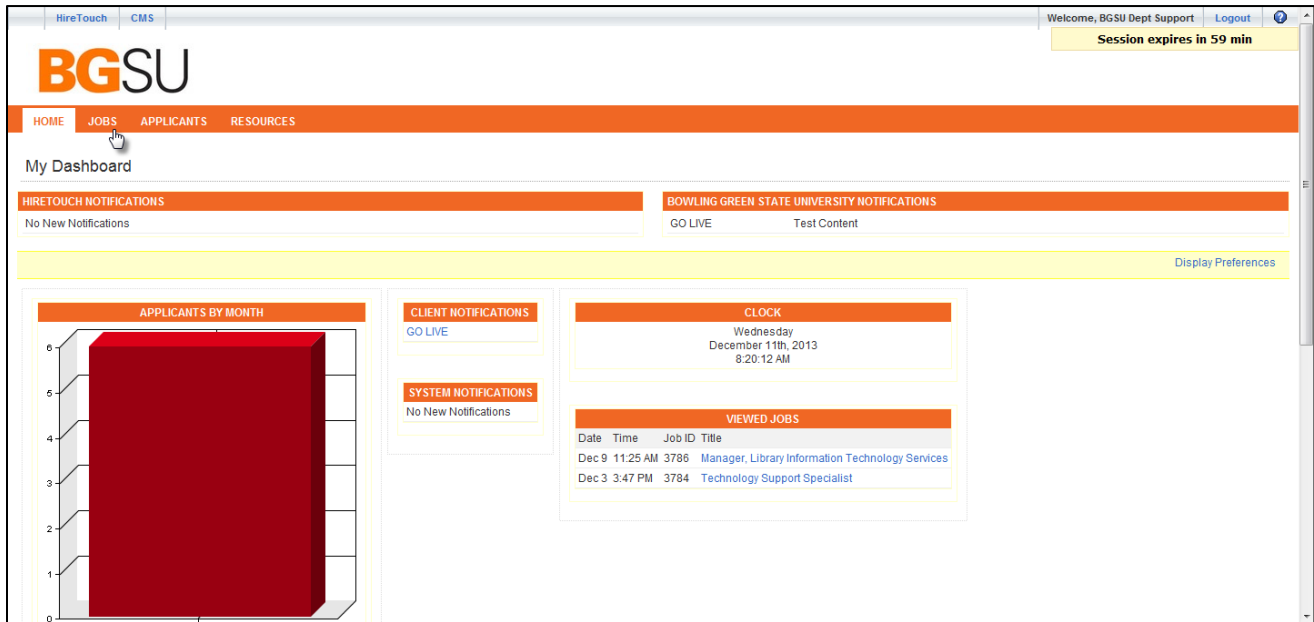 HireTouch CMS Welcome, BGSU Dept Support Logout ?
Session expires in 59 min
BGSU
HOME JOBS APPLICANTS RESOURCES
My Dashboard
HIRETOUCH NOTIFICATIONS
No New Notifications
BOWLING GREEN STATE UNIVERSITY NOTIFICATIONS
GO LIVE Test Content
Display Preferences
APPLICANTS BY MONTH
6
5
4
3
2
1
0
CLIENT NOTIFICATIONS
GO LIVE
SYSTEM NOTIFICATIONS
No New Notifications
CLOCK
Wednesday
December 11th, 2013
8:20:12 AM
VIEWED JOBS
Date Time Job ID Title
Dec 9 11:25 AM 3786 Manager, Library Information Technology Services
Dec 3 3:47 PM 3784 Technology Support Specialist